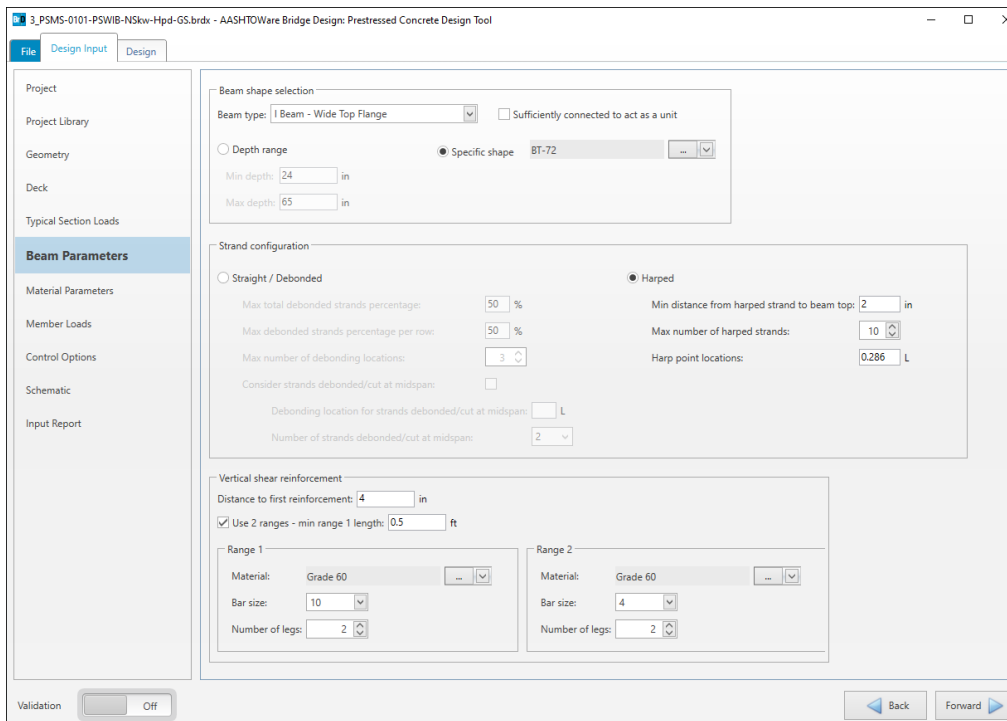 BrD 3_PSMS-0101-PSWIB-NSkw-Hpd-GS.brdx - AASHTOWare Bridge Design: Prestressed Concrete Design Tool
File Design Input Design
Project
Project Library
Geometry
Deck
Typical Section Loads
Beam Parameters
Material Parameters
Member Loads
Control Options
Schematic
Input Report
Beam shape selection
Beam type: I Beam - Wide Top Flange Sufficiently connected to act as a unit
Depth range Specific shape BT-72 ...
Min depth: 24 in
Max depth: 65 in
Strand configuration
Straight / Debonded
Max total debonded strands percentage: 50 %
Max debonded strands percentage per row: 50 %
Max number of debonding locations: 3
Consider strands debonded/cut at midspan:
Debonding location for strands debonded/cut at midspan: L
Number of strands debonded/cut at midspan: 2
Harped
Min distance from harped strand to beam top: 2 in
Max number of harped strands: 10
Harp point locations: 0.286 L
Vertical shear reinforcement
Distance to first reinforcement: 4 in
Use 2 ranges - min range 1 length: 0.5 ft
Range 1
Material: Grade 60 ...
Bar size: 10
Number of legs: 2
Range 2
Material: Grade 60 ...
Bar size: 4
Number of legs: 2
Validation Off
Back Forward